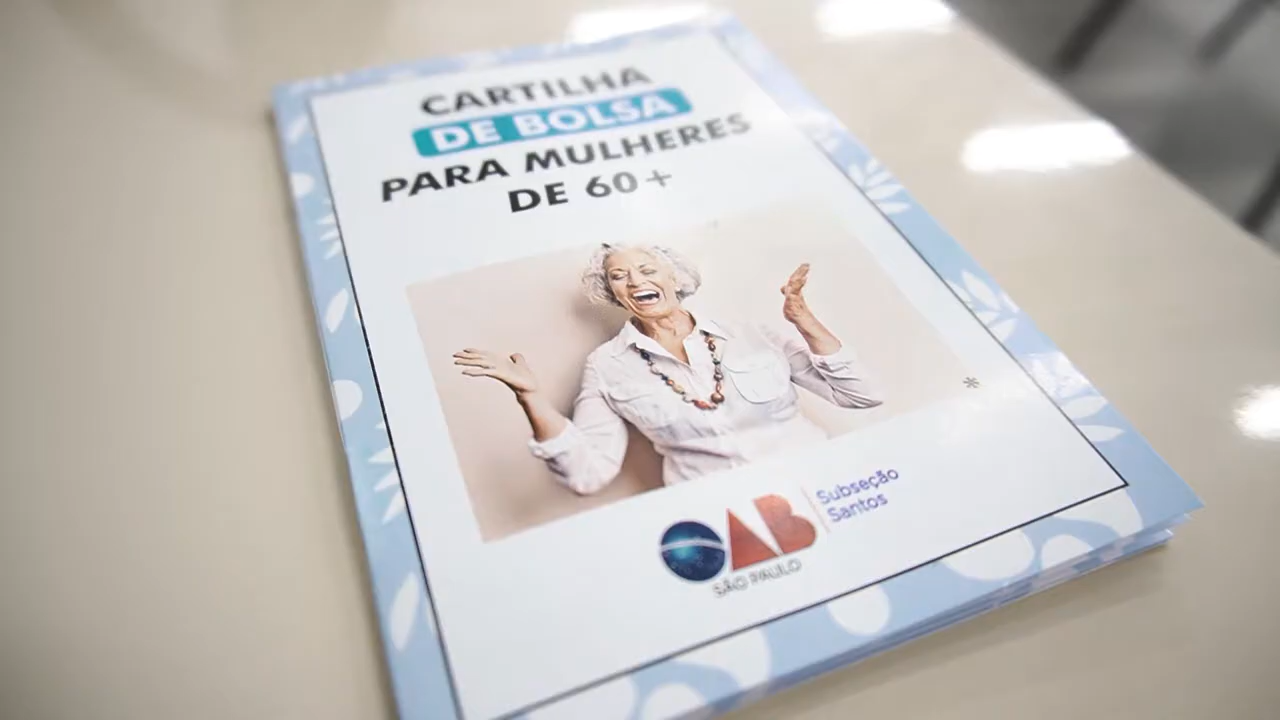 CARTILHA
DE BOLSA
PARA MULHERES
DE 60+
*
OAB
SÃO PAULO
Subseção
Santos